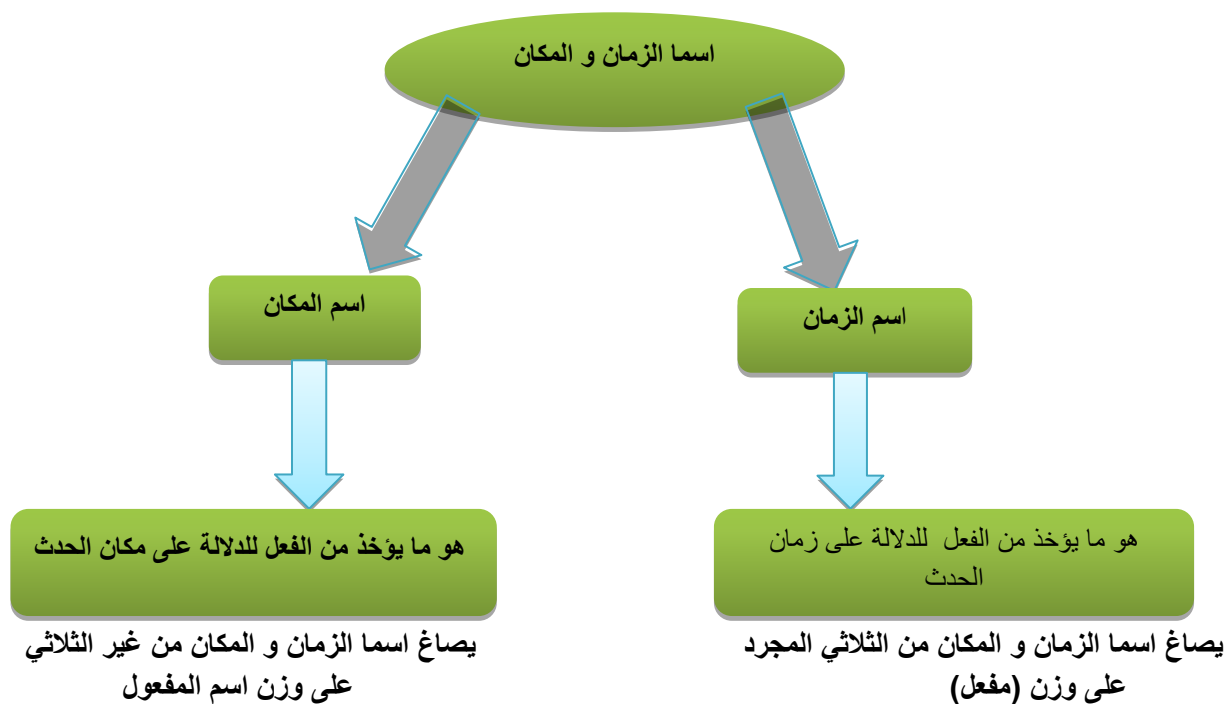 اسما الزمان و المكان
اسم الزمان
اسم المكان
هو ما يؤخذ من الفعل للدلالة على زمان
الحدث
هو ما يؤخذ من الفعل للدلالة على مكان الحدث
يصاغ اسما الزمان و المكان من الثلاثي المجرد
على وزن (مفعل)
يصاغ اسما الزمان و المكان من غير الثلاثي
على وزن اسم المفعول